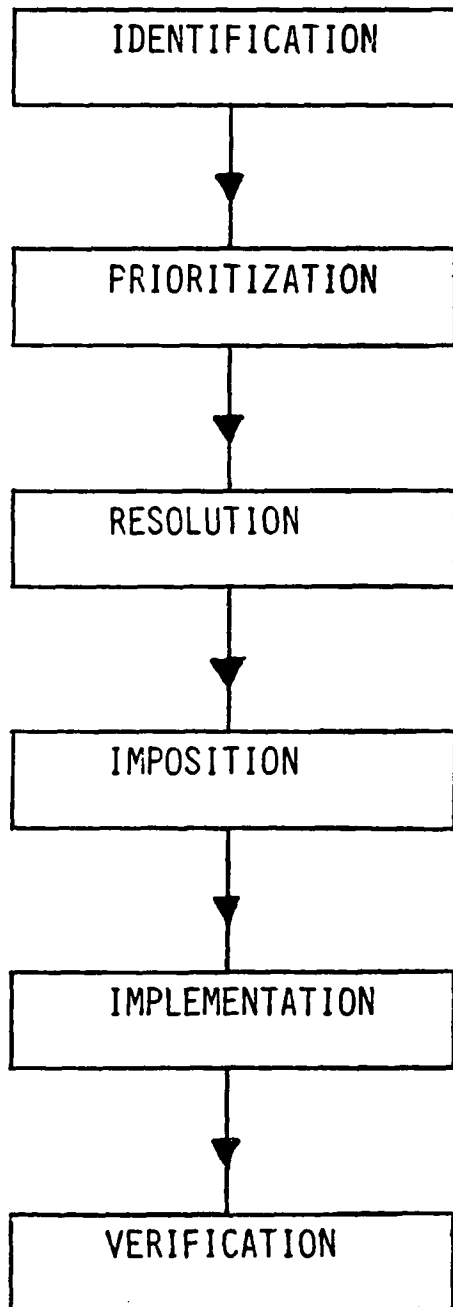 IDENTIFICATION
PRIORITIZATION
RESOLUTION
IMPOSITION
IMPLEMENTATION
VERIFICATION